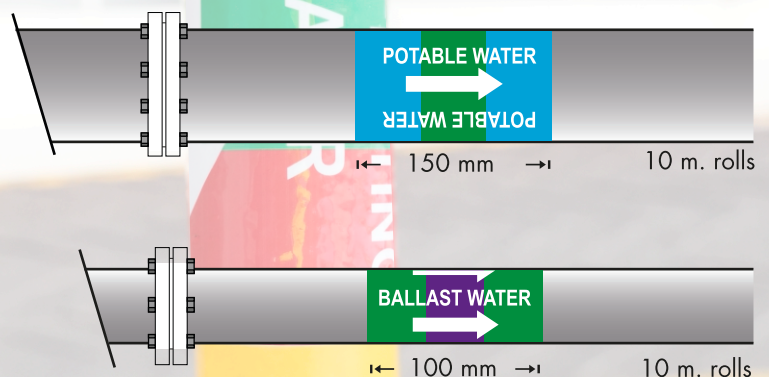 POTABLE WATER
POTABLE WATER
150 mm
10 m. rolls
BALLAST WATER
100 mm
10 m. rolls